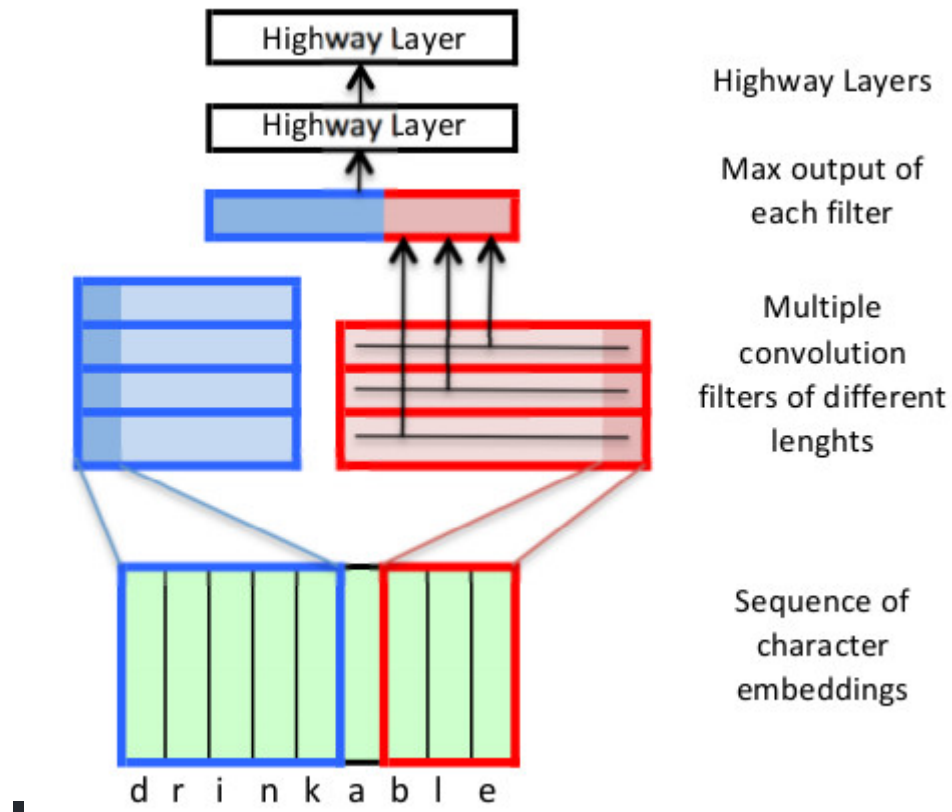 Highway Layer
Highway Layers
Highway Layer
Max output of
each filter
Multiple
convolution
filters of different
lenghts
Sequence of
character
embeddings
d r i n k a b l e